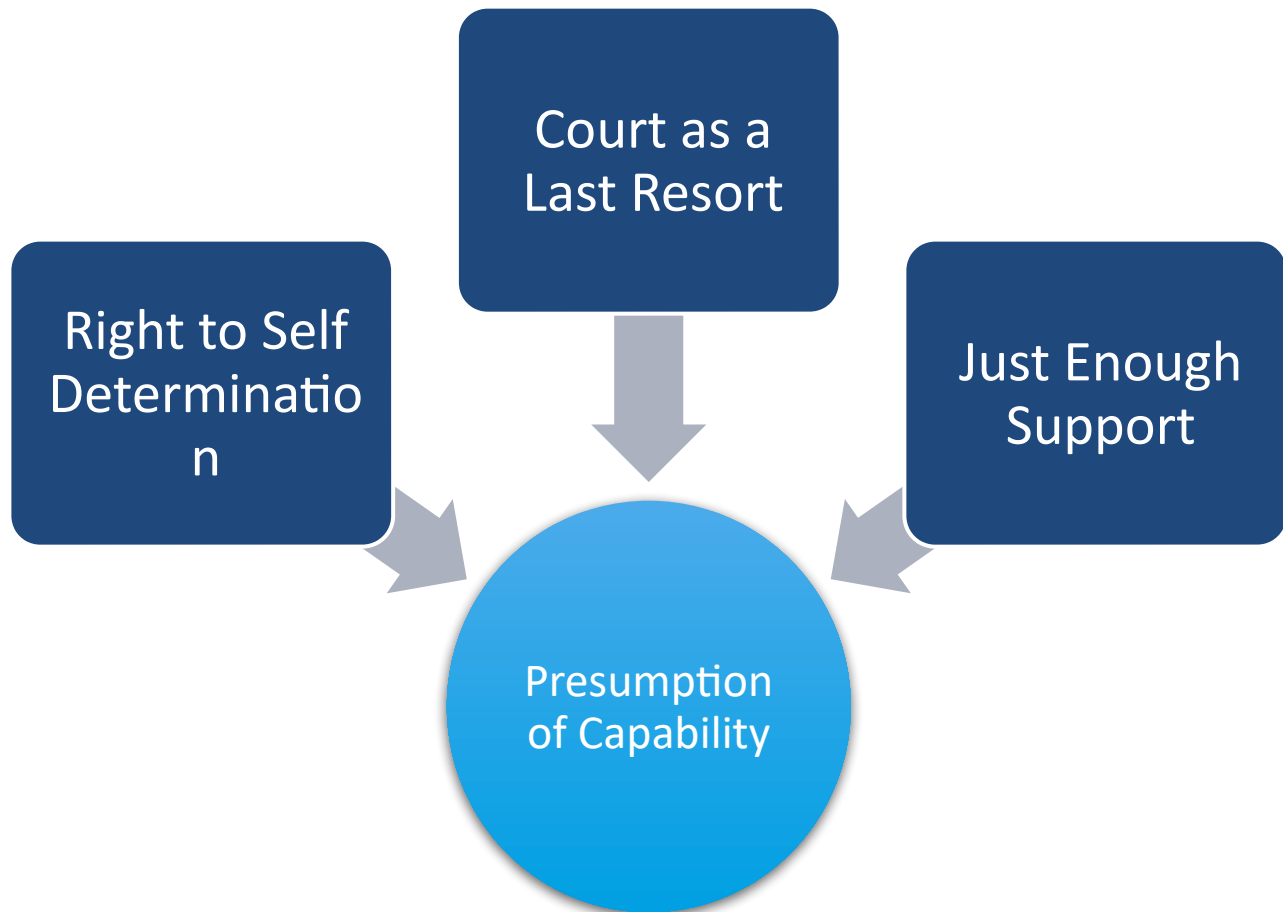 Court as a
Last Resort
Right to Self
Determinatio
n
Just Enough
Support
Presumption
of Capability